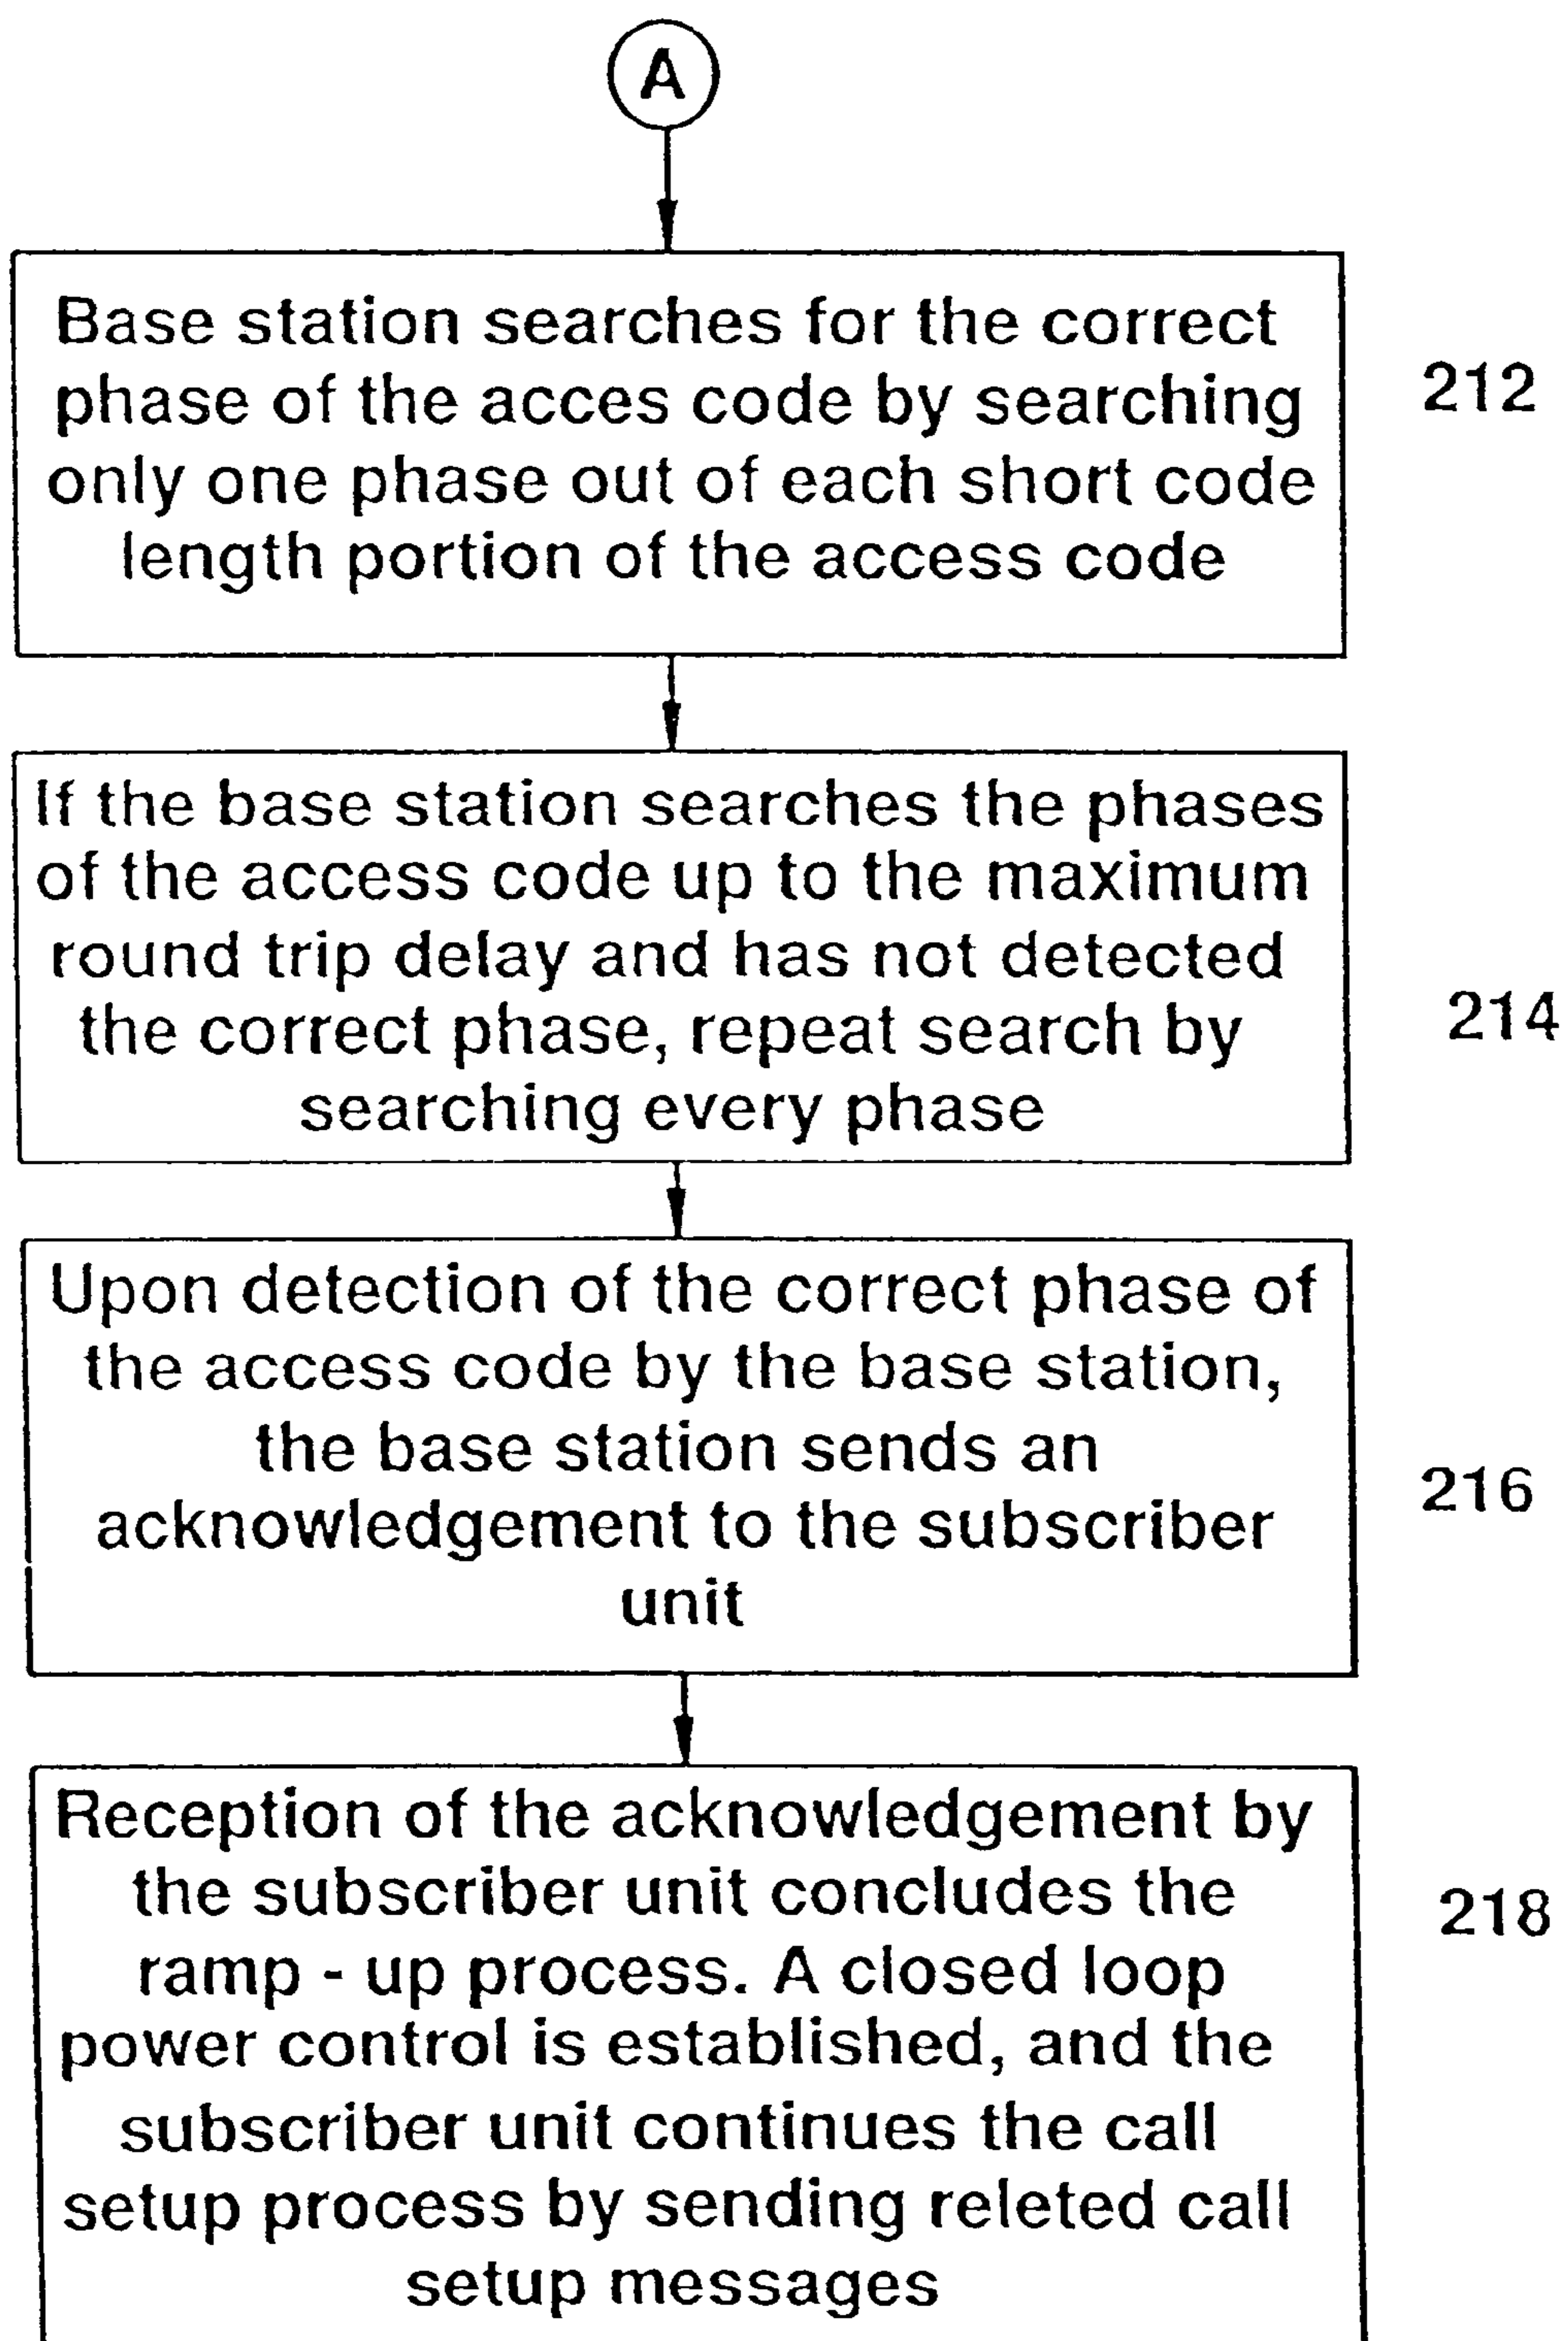 A
Base station searches for the correct
phase of the acces code by searching
only one phase out of each short code
length portion of the access code
212
If the base station searches the phases
of the access code up to the maximum
round trip delay and has not detected
the correct phase, repeat search by
searching every phase
214
Upon detection of the correct phase of
the access code by the base station,
the base station sends an
acknowledgement to the subscriber
unit
216
Reception of the acknowledgement by
the subscriber unit concludes the
ramp - up process. A closed loop
power control is established, and the
subscriber unit continues the call
setup process by sending releted call
setup messages
218